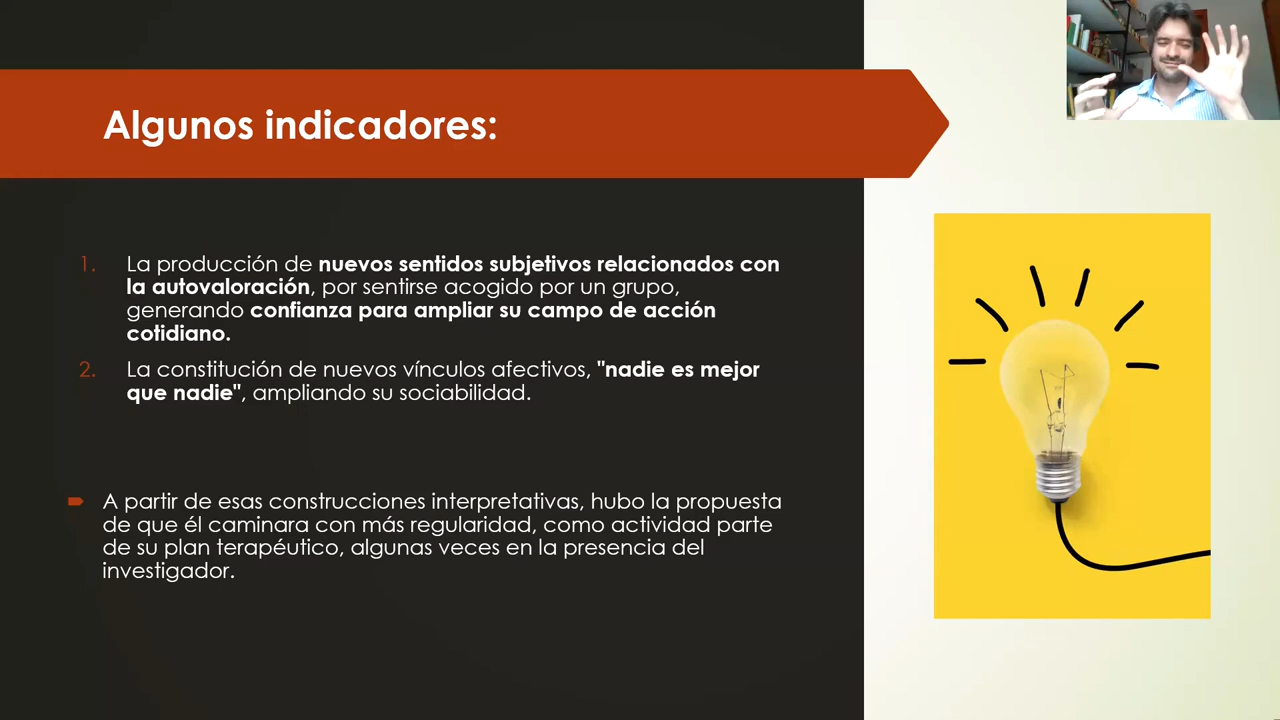 Algunos indicadores:
1. La producción de nuevos sentidos subjetivos relacionados con
la autovaloración, por sentirse acogido por un grupo,
generando confianza para ampliar su campo de acción
cotidiano.
2. La constitución de nuevos vínculos afectivos, "nadie es mejor
que nadie", ampliando su sociabilidad.
A partir de esas construcciones interpretativas, hubo la propuesta
de que él caminara con más regularidad, como actividad parte
de su plan terapéutico, algunas veces en la presencia del
investigador.